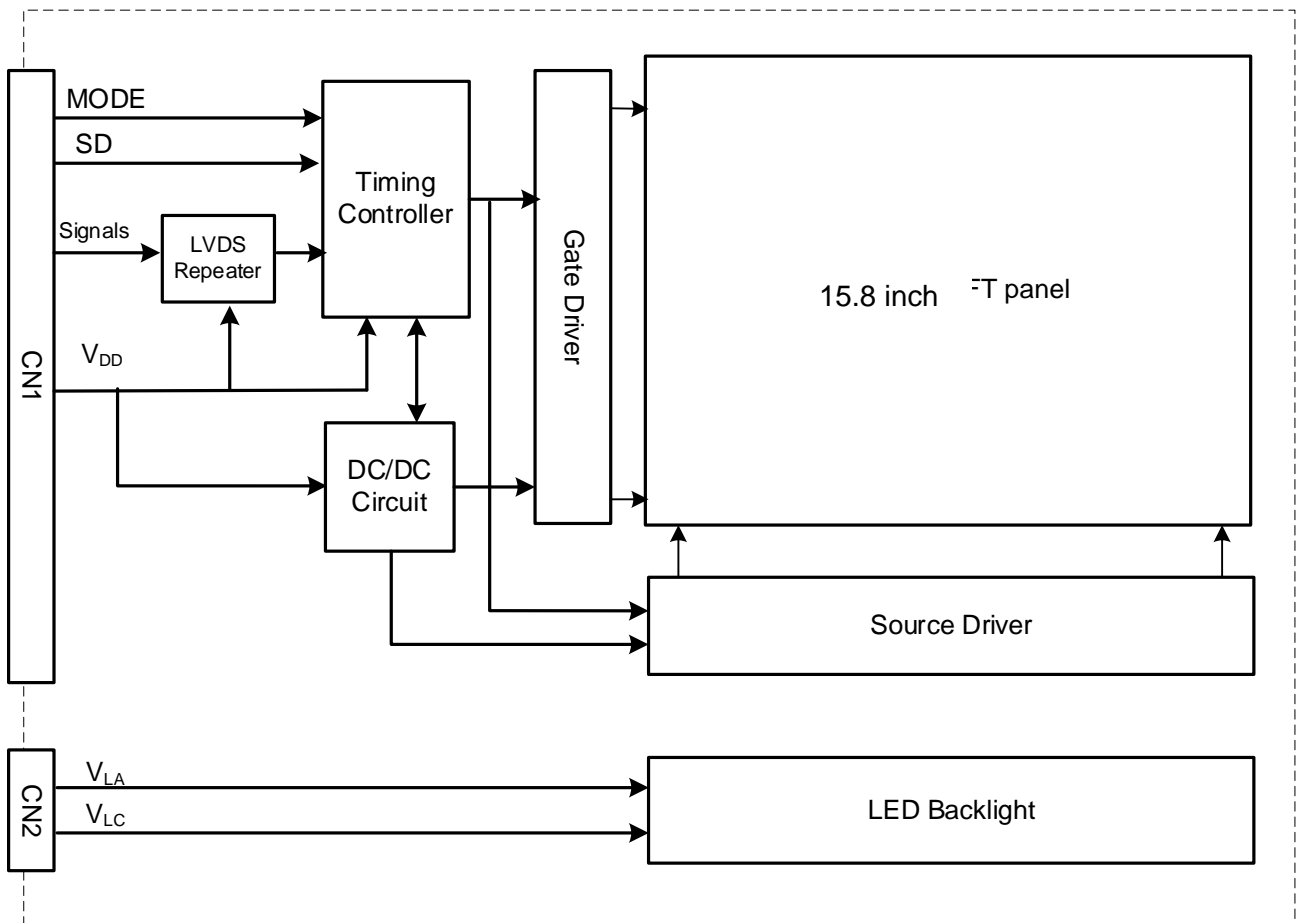 MODE
SD
Timing
Controller
Signals
LVDS
Repeater
Gate Driver
15.8 inch FT panel
CN1
VDD
DC/DC
Circuit
Source Driver
CN2
VLA
VLC
LED Backlight